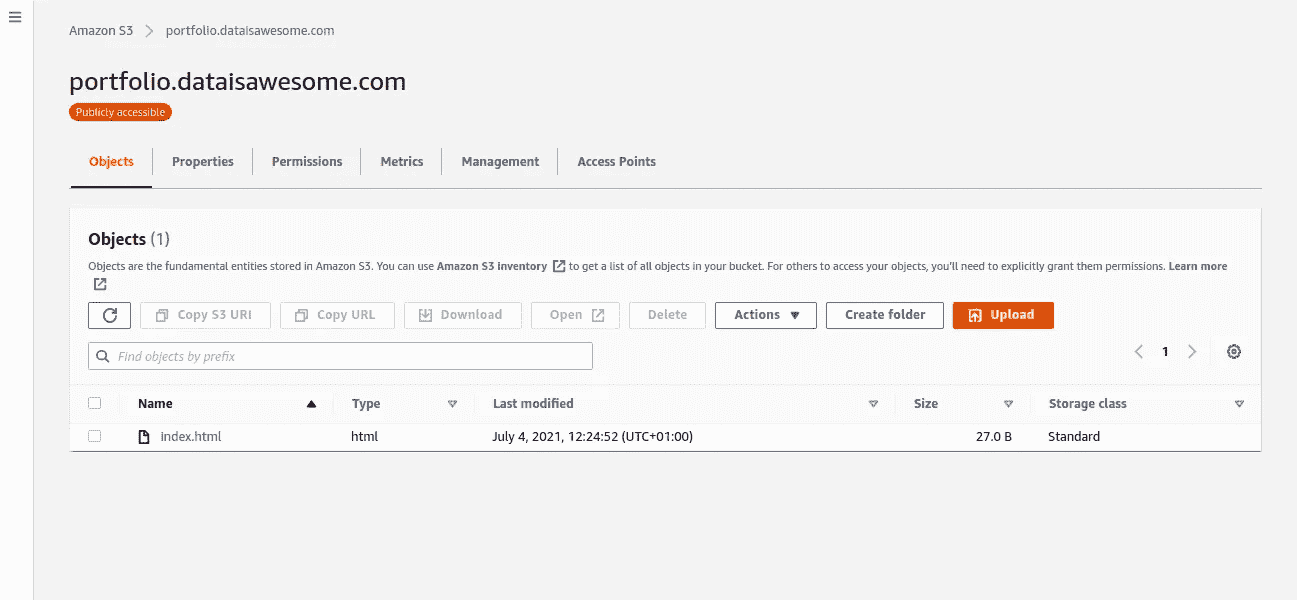 Amazon S3 portfolio.dataisawesome.com
portfolio.dataisawesome.com
Publicly accessible
Objects Properties Permissions Metrics Management Access Points
Objects (1)
Objects are the fundamental entities stored in Amazon S3. You can use Amazon S3 inventory to get a list of all objects in your bucket. For others to access your objects, you'll need to explicitly grant them permissions. Learn more
Copy S3 URI Copy URL Download Open Delete Actions Create folder Upload
Find objects by prefix 1
Name Type Last modified Size Storage class
index.html html July 4, 2021, 12:24:52 (UTC+01:00) 27.0 B Standard